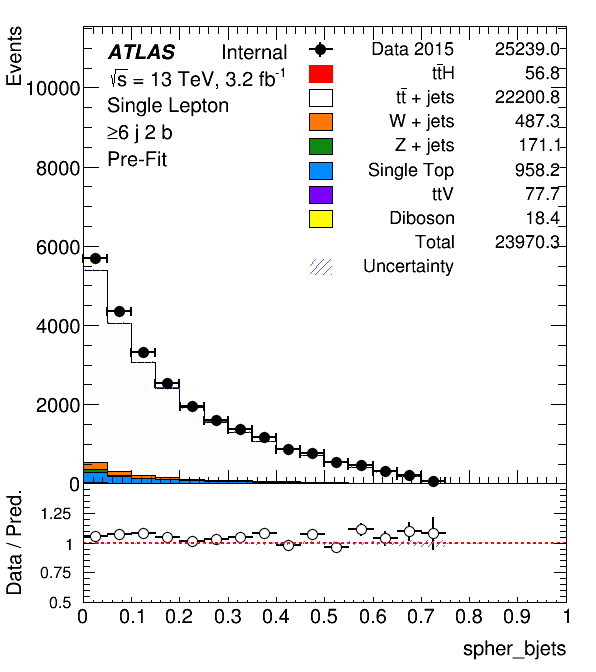 Events
ATLAS Internal
√s = 13 TeV, 3.2 fb⁻¹
Single Lepton
≥6 j 2 b
Pre-Fit
Data 2015 25239.0
tt̄H 56.8
tt̄ + jets 22200.8
W + jets 487.3
Z + jets 171.1
Single Top 958.2
ttV 77.7
Diboson 18.4
Total 23970.3
Uncertainty
10000
8000
6000
4000
2000
0
Data / Pred.
1.25
1
0.75
0.5
0 0.1 0.2 0.3 0.4 0.5 0.6 0.7 0.8 0.9 1
spher_bjets